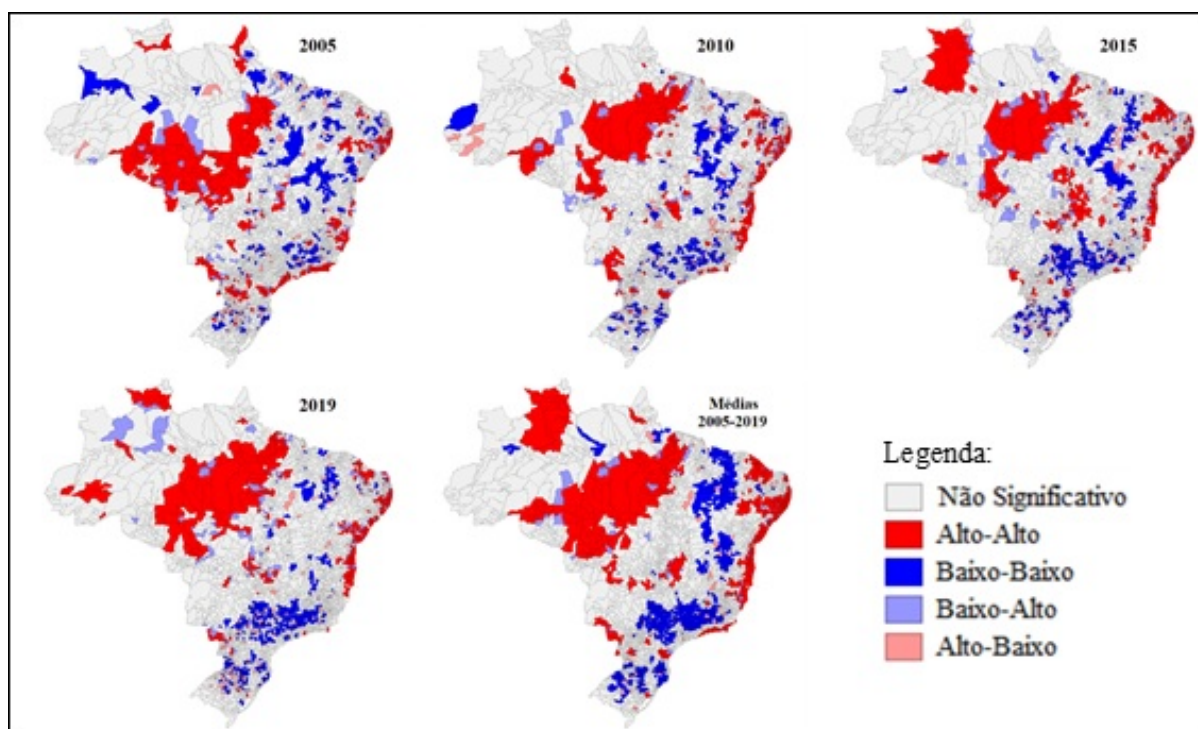 2005
2010
2015
2019
Médias
2005-2019
Legenda:
Não Significativo
Alto-Alto
Baixo-Baixo
Baixo-Alto
Alto-Baixo